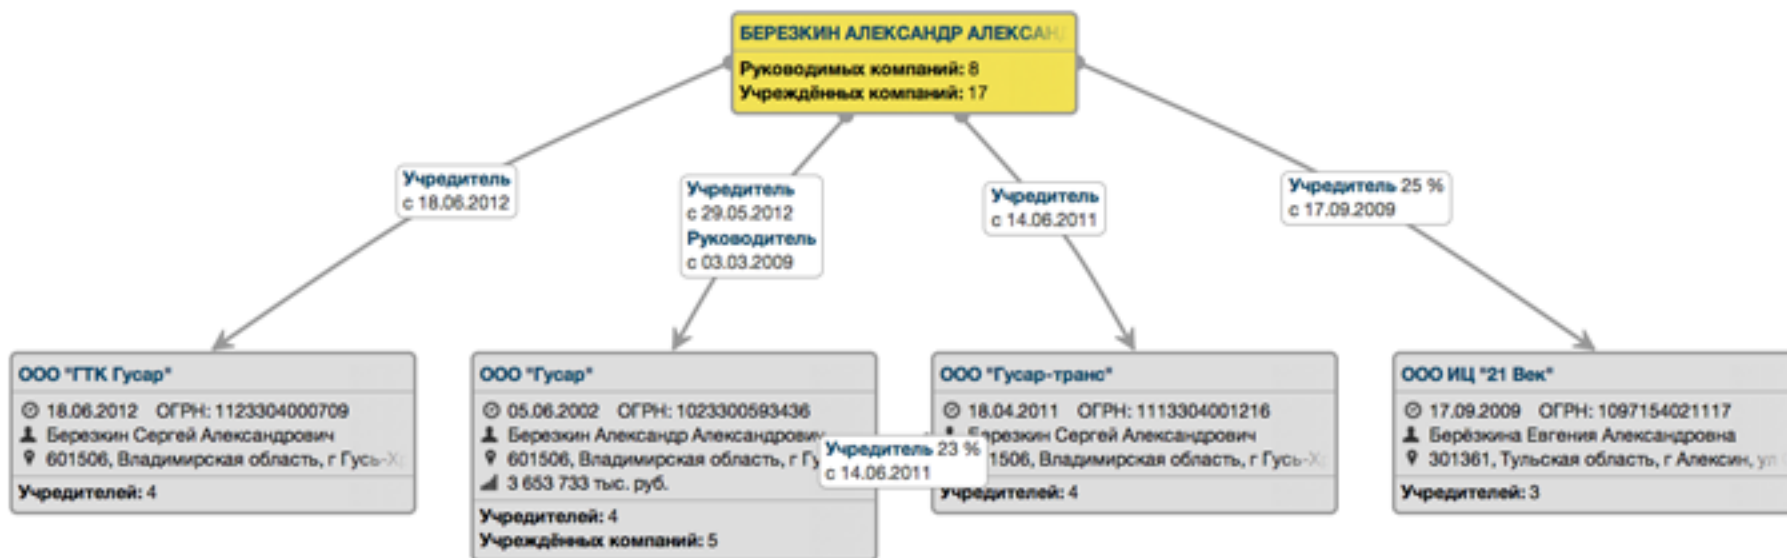 БЕРЕЗКИН АЛЕКСАНДР
Руководимых компаний: 8
Учреждённых компаний: 17
Учредитель
с 18.06.2012
Учредитель
с 29.05.2012
Руководитель
с 03.03.2009
Учредитель
с 14.06.2011
Учредитель 25 %
с 17.09.2009
ООО "ГТК Гусар"
18.06.2012 ОГРН: 1123304000709
Березкин Сергей Александрович
601506, Владимирская область, г
Учредителей: 4
ООО "Гусар"
05.06.2002 ОГРН: 1023300593436
Березкин Александр Александрович
601506, Владимирская область, г
3 653 733 тыс. руб.
Учредителей: 4
Учреждённых компаний: 5
Учредитель 23 %
с 14.06.2011
ООО "Гусар-транс"
18.04.2011 ОГРН: 1113304001216
Березкин Сергей Александрович
Владимирская область, г
Учредителей: 4
ООО ИЦ "21 Век"
17.09.2009 ОГРН: 1097154021117
Берёзкина Евгения Александровна
301361, Тульская область, г Алексин, ул
Учредителей: 3